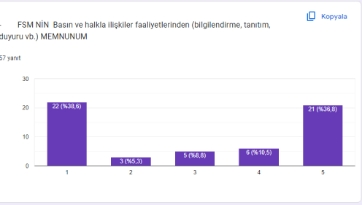 Kopyala
- FSM NİN Basın ve halkla ilişkiler faaliyetlerinden (bilgilendirme, tanıtım,
duyuru vb.) MEMNUNUM
57 yanıt
30
20
10
0
22 (%38,6)
3 (%5,3)
5 (%8,8)
6 (%10,5)
21 (%36,8)
1 2 3 4 5